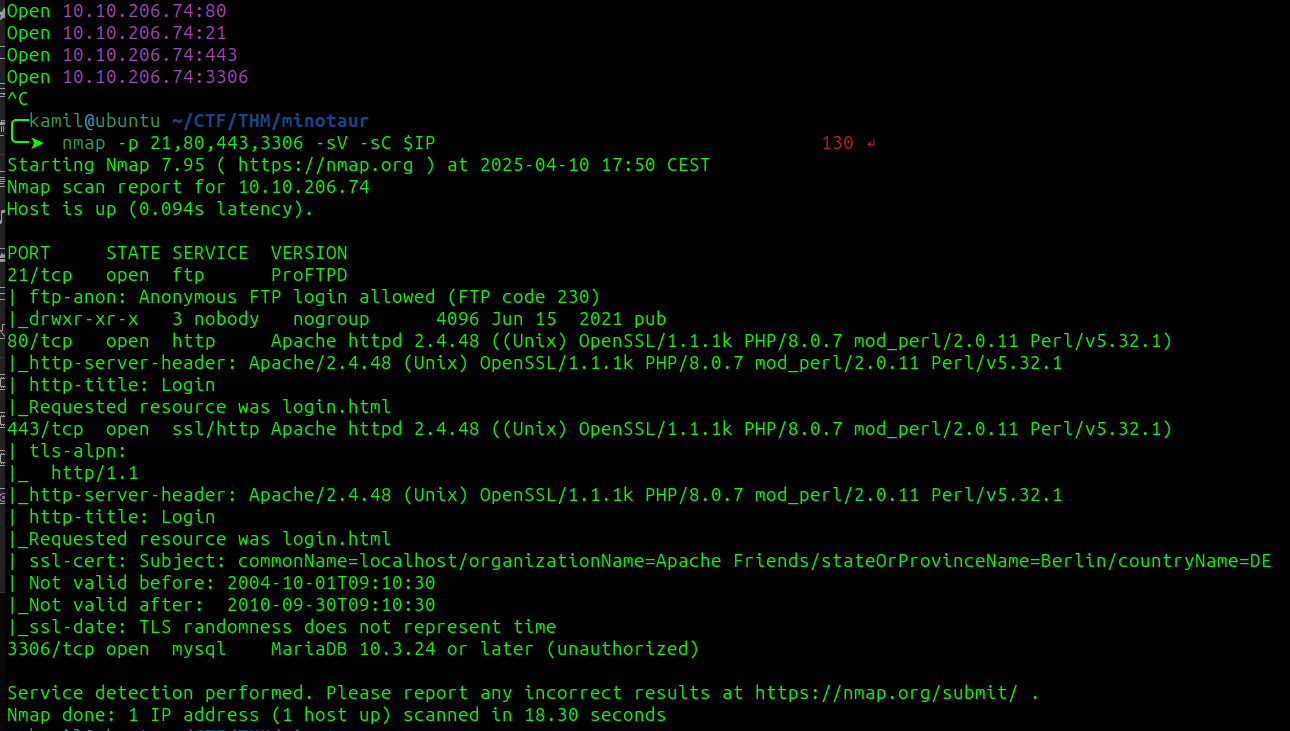 Open 10.10.206.74:80
Open 10.10.206.74:21
Open 10.10.206.74:443
Open 10.10.206.74:3306
^C
kamil@ubuntu ~/CTF/THM/minotaur
nmap -p 21,80,443,3306 -sV -sC $IP 130 ↲
Starting Nmap 7.95 ( https://nmap.org ) at 2025-04-10 17:50 CEST
Nmap scan report for 10.10.206.74
Host is up (0.094s latency).
PORT     STATE SERVICE  VERSION
21/tcp   open  ftp      ProFTPD
| ftp-anon: Anonymous FTP login allowed (FTP code 230)
|_drwxr-xr-x   3 nobody   nogroup      4096 Jun 15  2021 pub
80/tcp   open  http     Apache httpd 2.4.48 ((Unix) OpenSSL/1.1.1k PHP/8.0.7 mod_perl/2.0.11 Perl/v5.32.1)
|_http-server-header: Apache/2.4.48 (Unix) OpenSSL/1.1.1k PHP/8.0.7 mod_perl/2.0.11 Perl/v5.32.1
| http-title: Login
|_Requested resource was login.html
443/tcp  open  ssl/http Apache httpd 2.4.48 ((Unix) OpenSSL/1.1.1k PHP/8.0.7 mod_perl/2.0.11 Perl/v5.32.1)
| tls-alpn:
|_  http/1.1
|_http-server-header: Apache/2.4.48 (Unix) OpenSSL/1.1.1k PHP/8.0.7 mod_perl/2.0.11 Perl/v5.32.1
| http-title: Login
|_Requested resource was login.html
| ssl-cert: Subject: commonName=localhost/organizationName=Apache Friends/stateOrProvinceName=Berlin/countryName=DE
| Not valid before: 2004-10-01T09:10:30
|_Not valid after:  2010-09-30T09:10:30
|_ssl-date: TLS randomness does not represent time
3306/tcp open  mysql    MariaDB 10.3.24 or later (unauthorized)
Service detection performed. Please report any incorrect results at https://nmap.org/submit/ .
Nmap done: 1 IP address (1 host up) scanned in 18.30 seconds